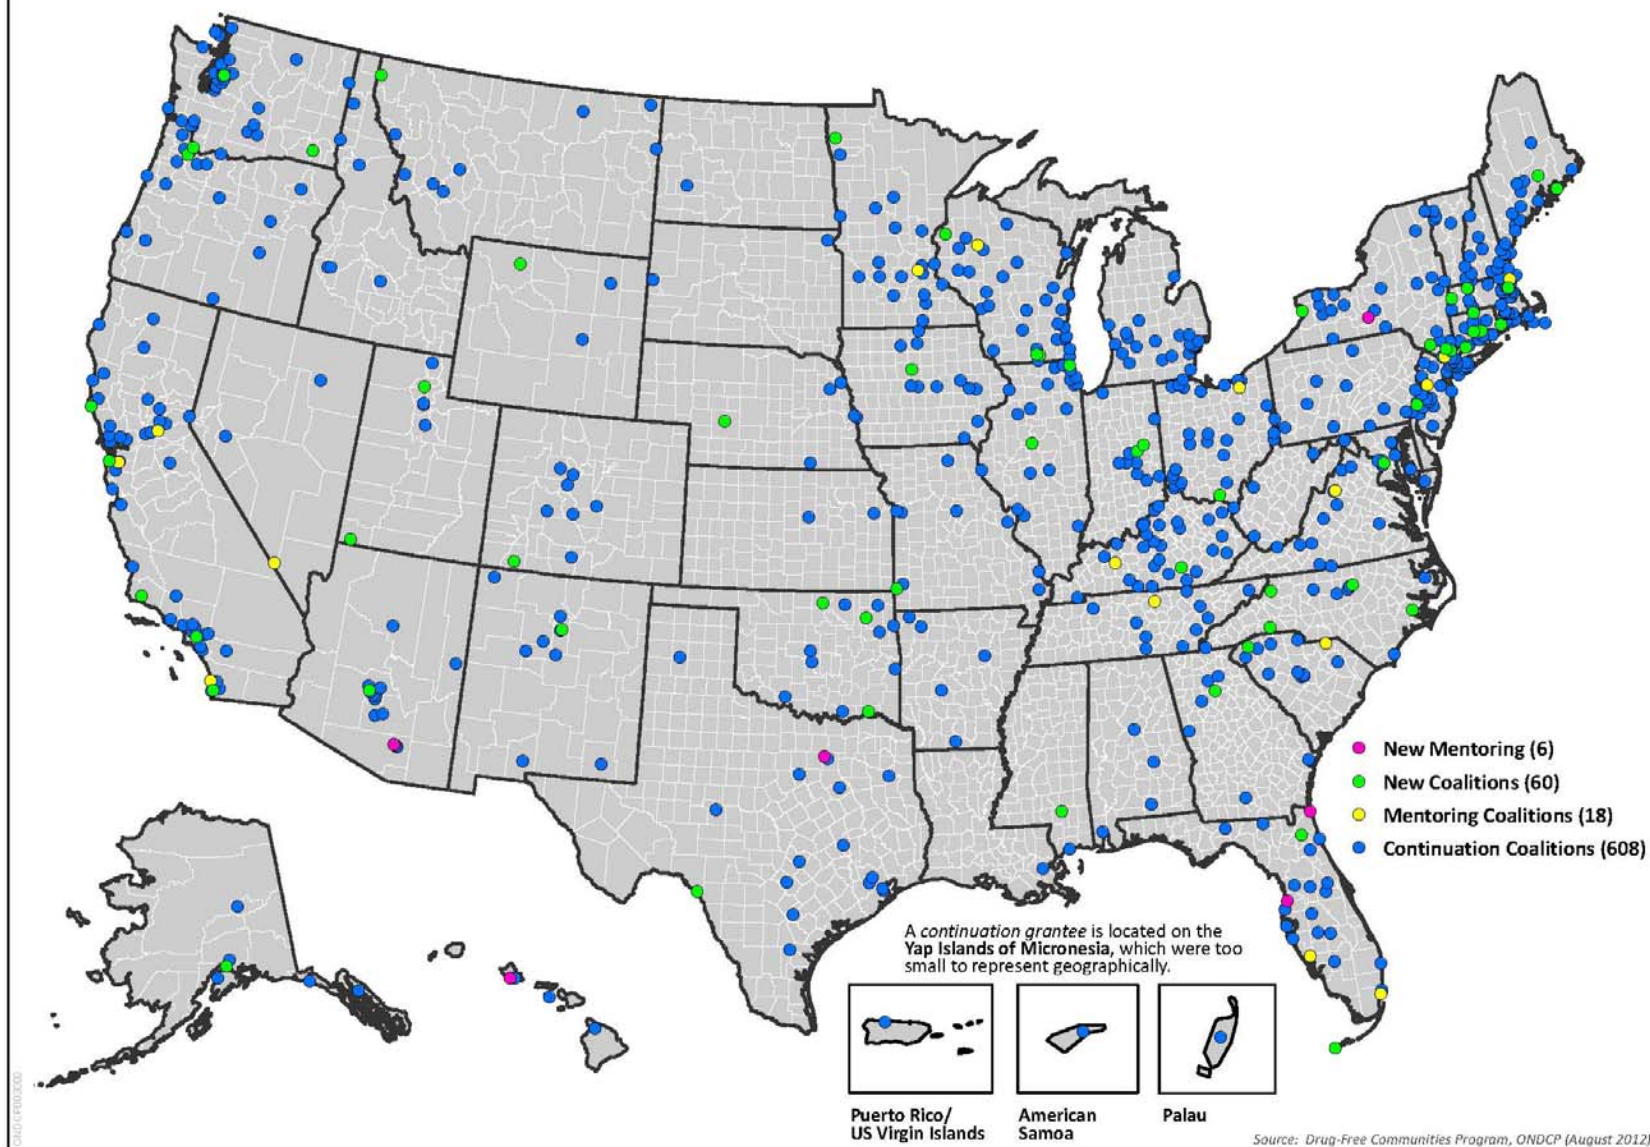 New Mentoring (6)
New Coalitions (60)
Mentoring Coalitions (18)
Continuation Coalitions (608)
A continuation grantee is located on the
Yap Islands of Micronesia, which were too
small to represent geographically.
Puerto Rico/
US Virgin Islands
American
Samoa
Palau
Source: Drug-Free Communities Program, ONDCP (August 2012)